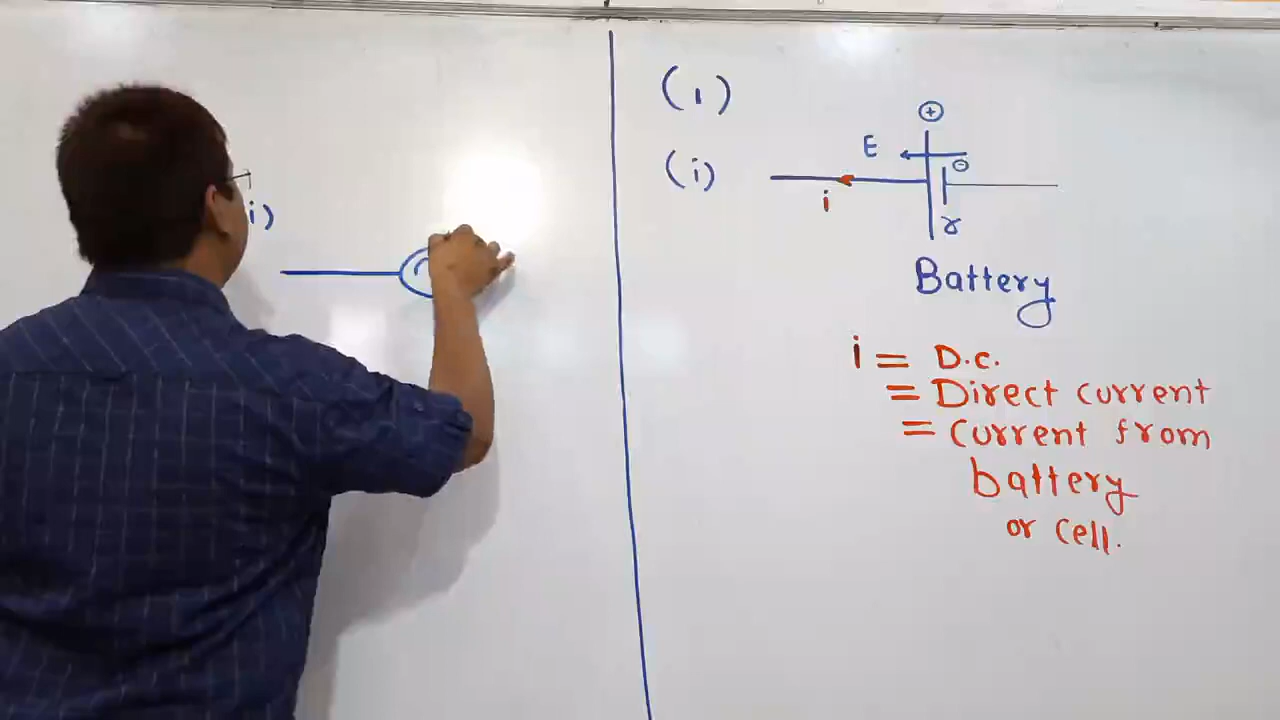 i)
(1)
(i)
+
E
−
i
r
Battery
i = D.c.
= Direct current
= Current from
battery
or cell.